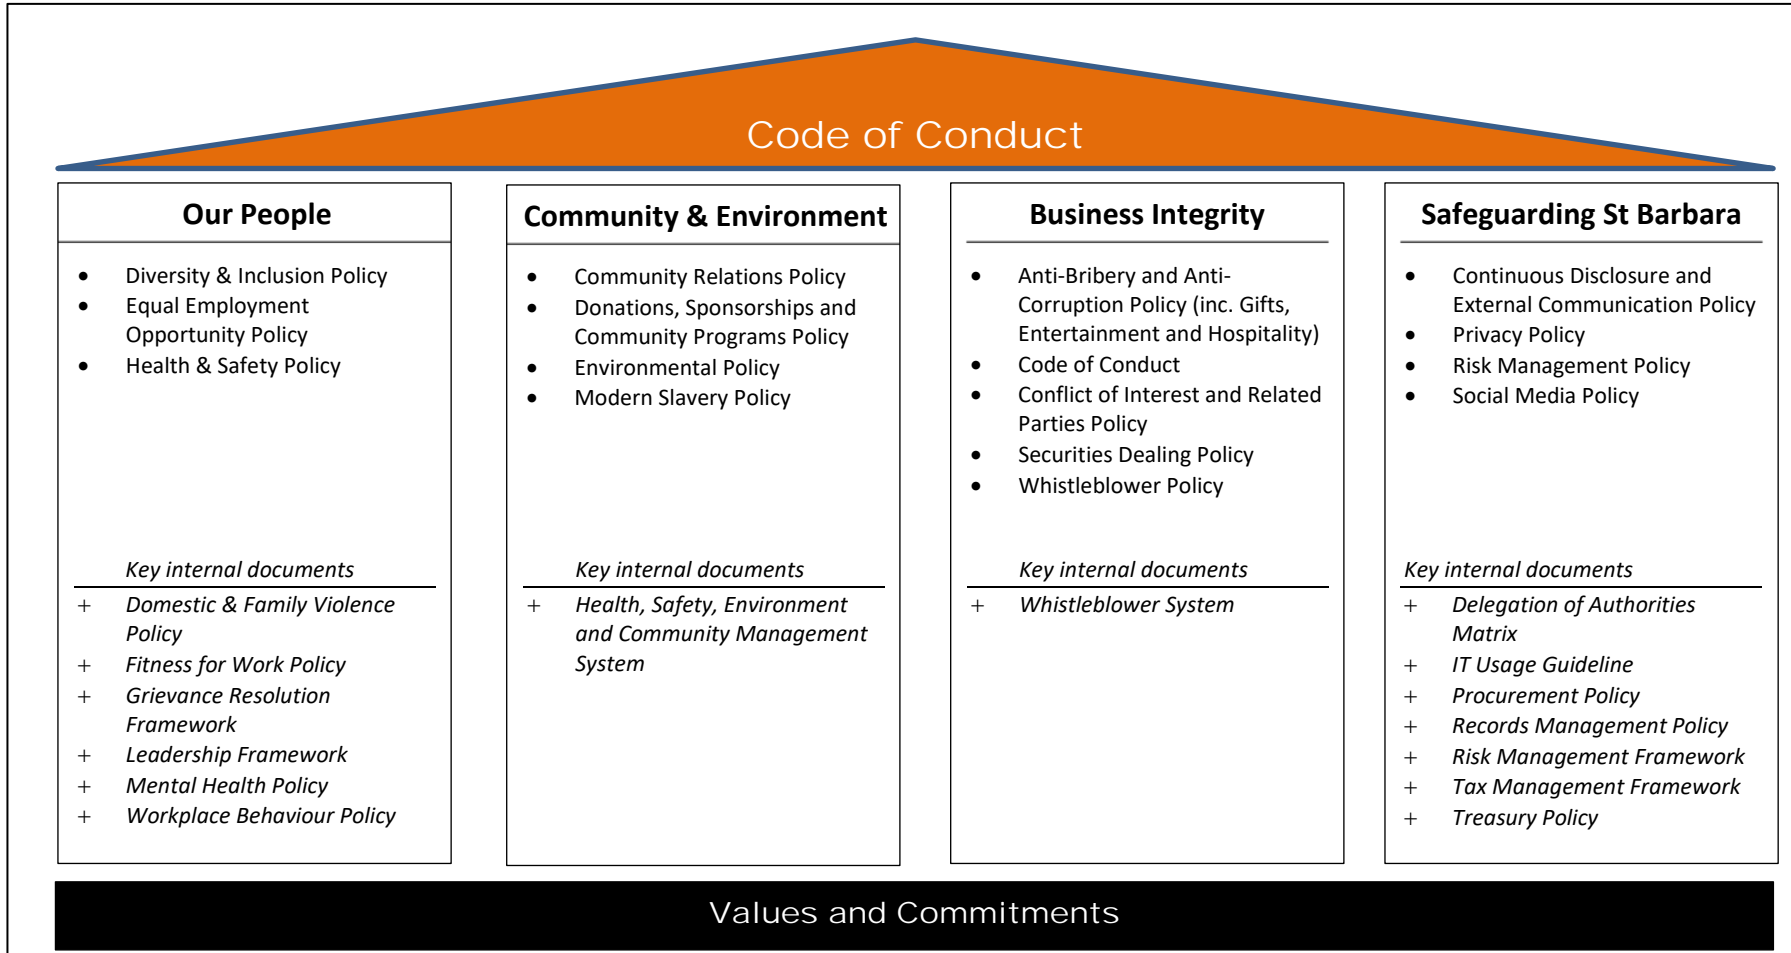 Code of Conduct
Our People
• Diversity & Inclusion Policy
• Equal Employment
Opportunity Policy
• Health & Safety Policy
Key internal documents
+ Domestic & Family Violence
Policy
+ Fitness for Work Policy
+ Grievance Resolution
Framework
+ Leadership Framework
+ Mental Health Policy
+ Workplace Behaviour Policy
Community & Environment
• Community Relations Policy
• Donations, Sponsorships and
Community Programs Policy
• Environmental Policy
• Modern Slavery Policy
Key internal documents
+ Health, Safety, Environment
and Community Management
System
Business Integrity
• Anti-Bribery and Anti-
Corruption Policy (inc. Gifts,
Entertainment and Hospitality)
• Code of Conduct
• Conflict of Interest and Related
Parties Policy
• Securities Dealing Policy
• Whistleblower Policy
Key internal documents
+ Whistleblower System
Safeguarding St Barbara
• Continuous Disclosure and
External Communication Policy
• Privacy Policy
• Risk Management Policy
• Social Media Policy
Key internal documents
+ Delegation of Authorities
Matrix
+ IT Usage Guideline
+ Procurement Policy
+ Records Management Policy
+ Risk Management Framework
+ Tax Management Framework
+ Treasury Policy
Values and Commitments